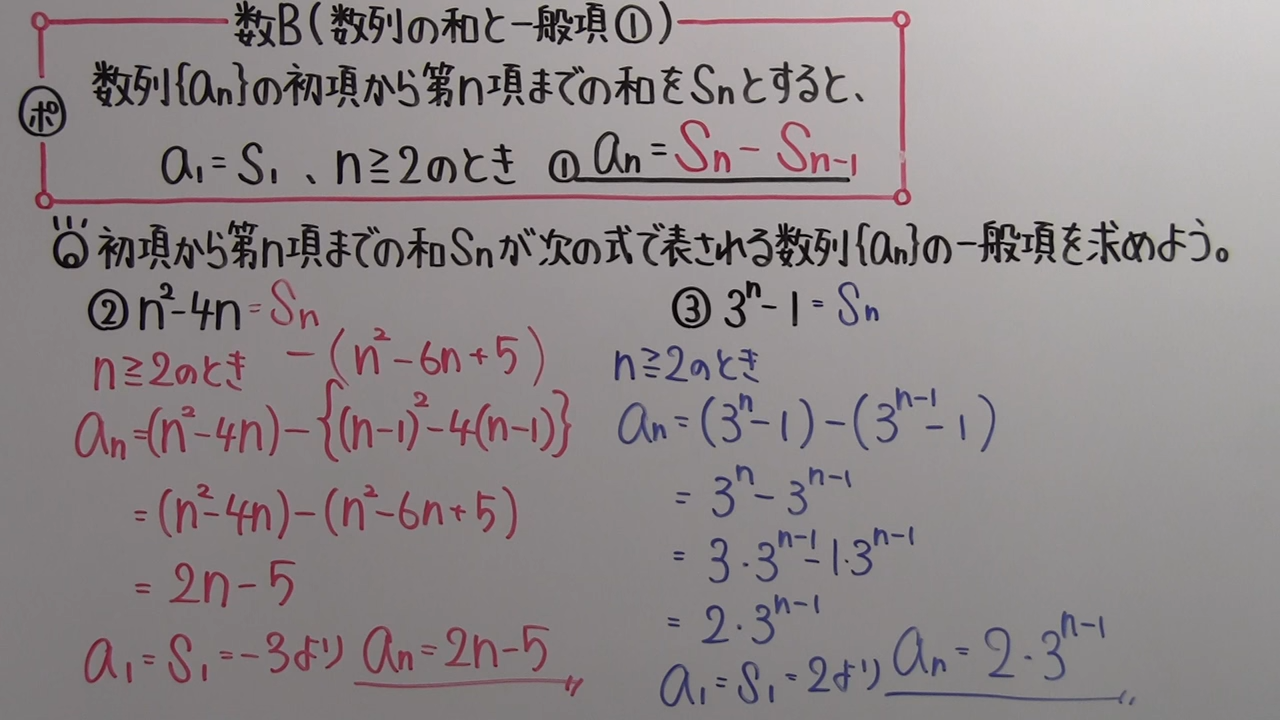 数B(数列の和と一般項①)
ポ
数列{an}の初項から第n項までの和をSnとすると、
a₁=S₁、n≧2のとき ①an=Sn-Sn-1
初項から第n項までの和Snが次の式で表される数列{an}の一般項を求めよう。
②n²-4n=Sn
n≧2のとき -(n²-6n+5)
an=(n²-4n)-{(n-1)²-4(n-1)}
=(n²-4n)-(n²-6n+5)
=2n-5
a₁=S₁=-3より an=2n-5
③3ⁿ-1=Sn
n≧2のとき
an=(3ⁿ-1)-(3ⁿ⁻¹-1)
=3ⁿ-3ⁿ⁻¹
=3・3ⁿ⁻¹-1・3ⁿ⁻¹
=2・3ⁿ⁻¹
a₁=S₁=2より an=2・3ⁿ⁻¹